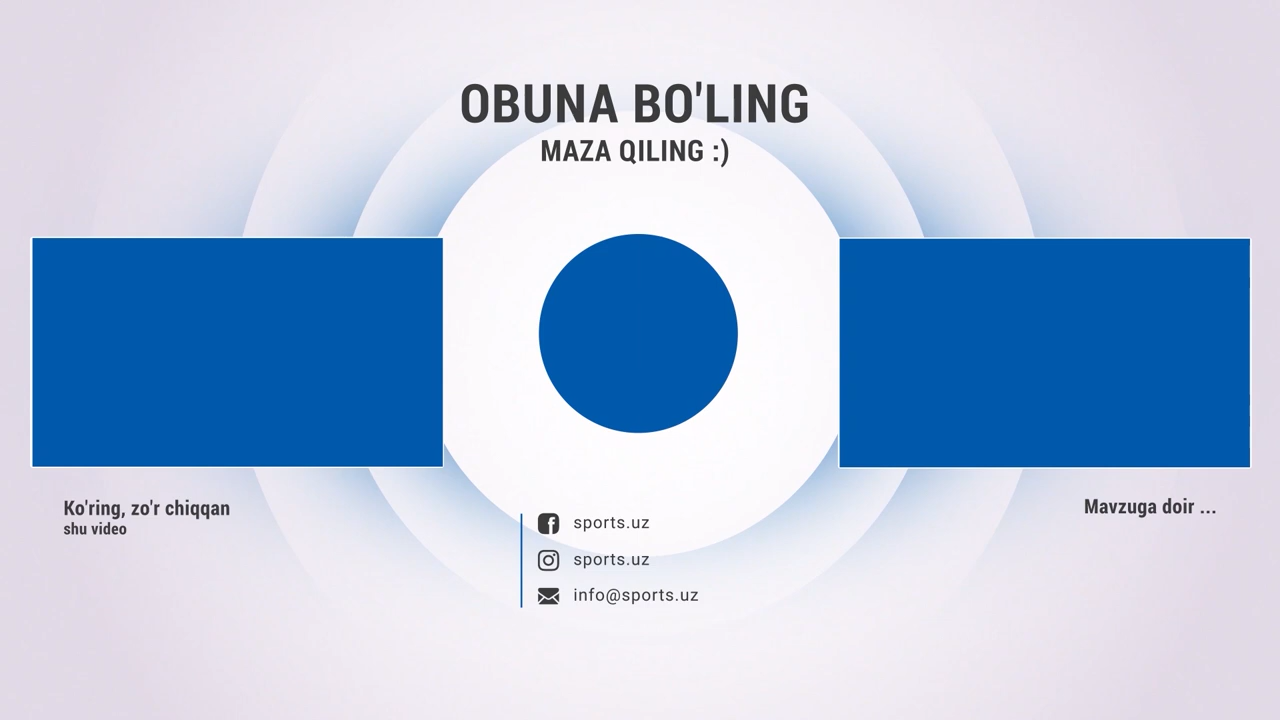 OBUNA BO'LING
MAZA QILING :)
Ko'ring, zo'r chiqqan
shu video
Mavzuga doir ...
sports.uz
sports.uz
info@sports.uz